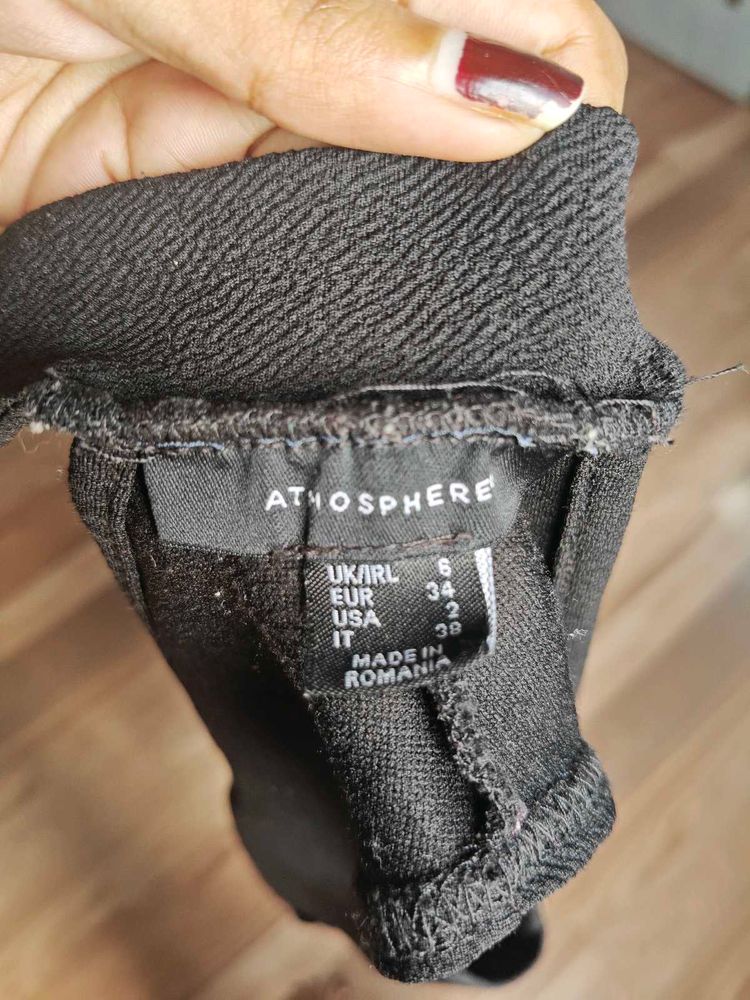 ATMOSPHERE
UK/IRL 6
EUR 34
USA 2
IT 38
MADE IN
ROMANIA